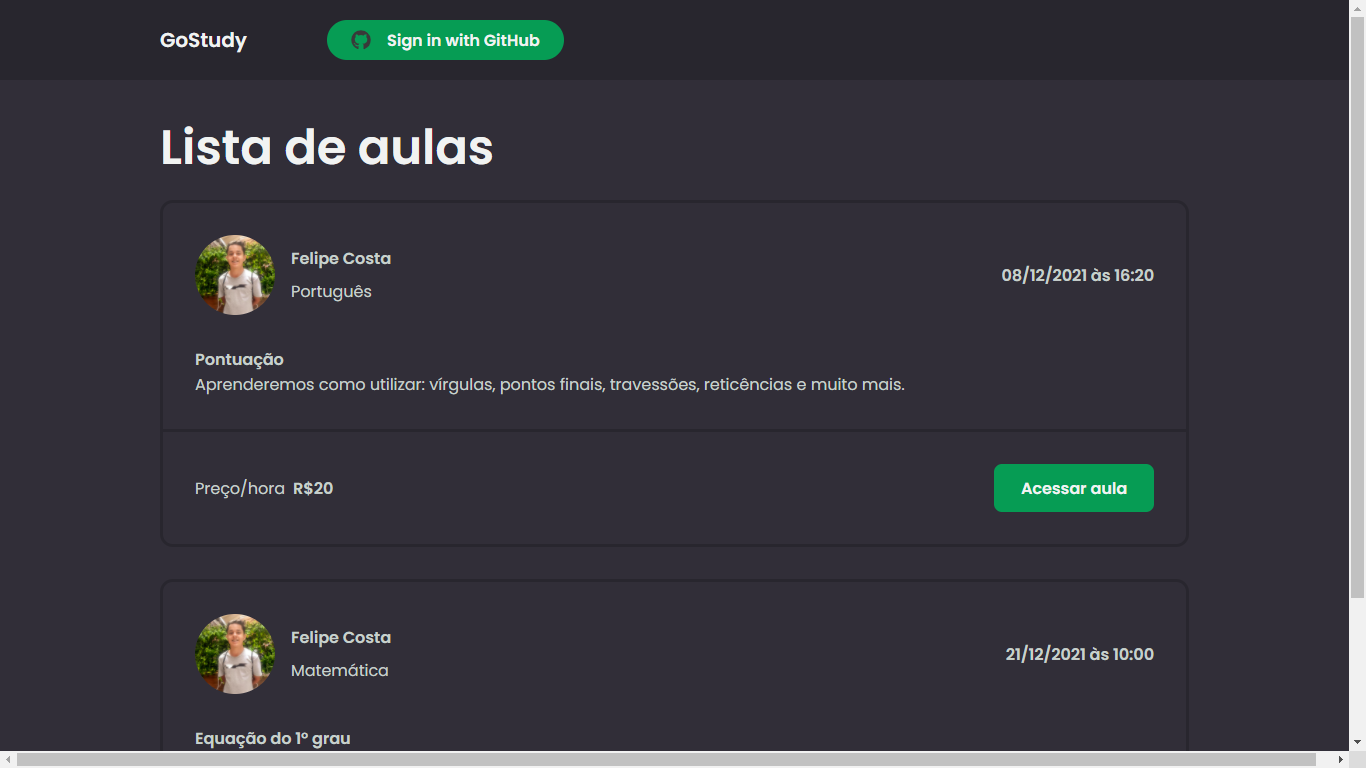 GoStudy
Sign in with GitHub
Lista de aulas
Felipe Costa
Português
08/12/2021 às 16:20
Pontuação
Aprenderemos como utilizar: vírgulas, pontos finais, travessões, reticências e muito mais.
Preço/hora R$20
Acessar aula
Felipe Costa
Matemática
21/12/2021 às 10:00
Equação do 1º grau